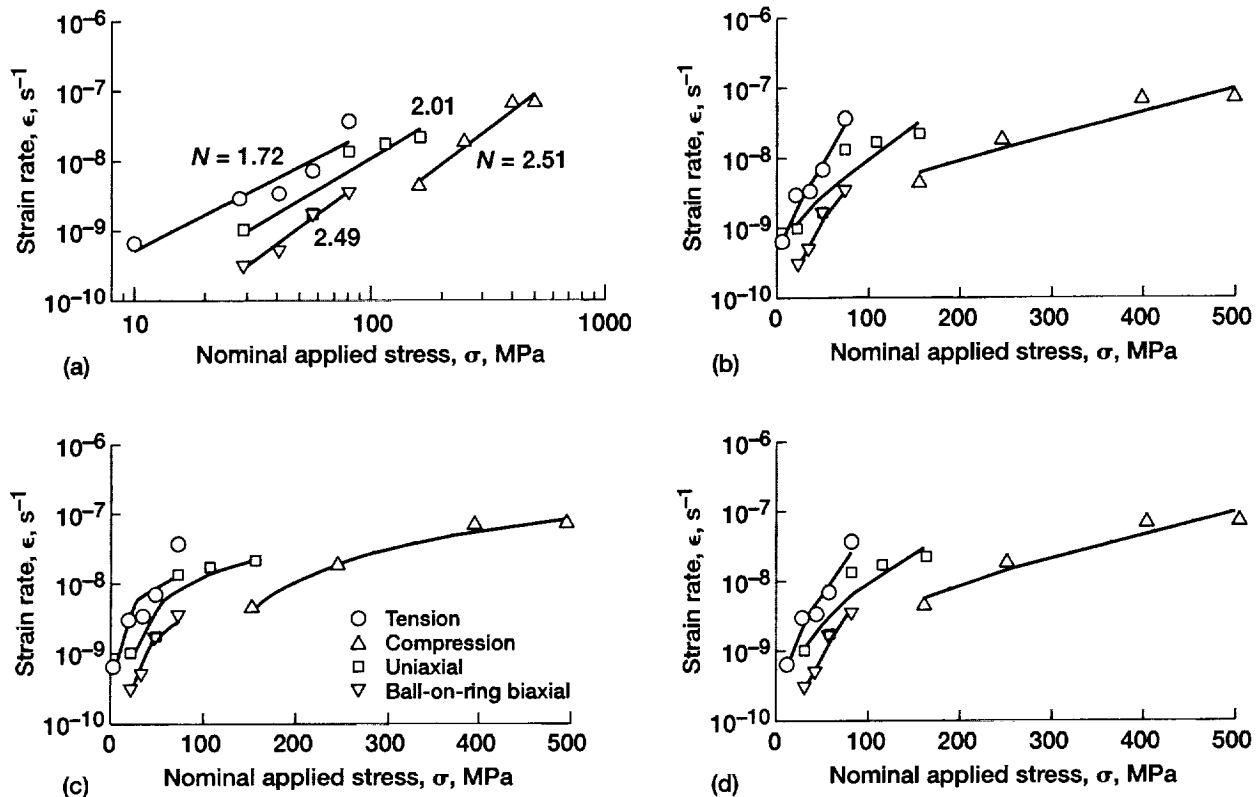 10⁻⁶
10⁻⁷
10⁻⁸
10⁻⁹
10⁻¹⁰
Strain rate, ϵ, s⁻¹
N = 1.72
2.01
N = 2.51
2.49
10
100
1000
Nominal applied stress, σ, MPa
(a)
10⁻⁶
10⁻⁷
10⁻⁸
10⁻⁹
10⁻¹⁰
Strain rate, ϵ, s⁻¹
0
100
200
300
400
500
Nominal applied stress, σ, MPa
(b)
10⁻⁶
10⁻⁷
10⁻⁸
10⁻⁹
10⁻¹⁰
Strain rate, ϵ, s⁻¹
Tension
Compression
Uniaxial
Ball-on-ring biaxial
0
100
200
300
400
500
Nominal applied stress, σ, MPa
(c)
10⁻⁶
10⁻⁷
10⁻⁸
10⁻⁹
10⁻¹⁰
Strain rate, ϵ, s⁻¹
0
100
200
300
400
500
Nominal applied stress, σ, MPa
(d)